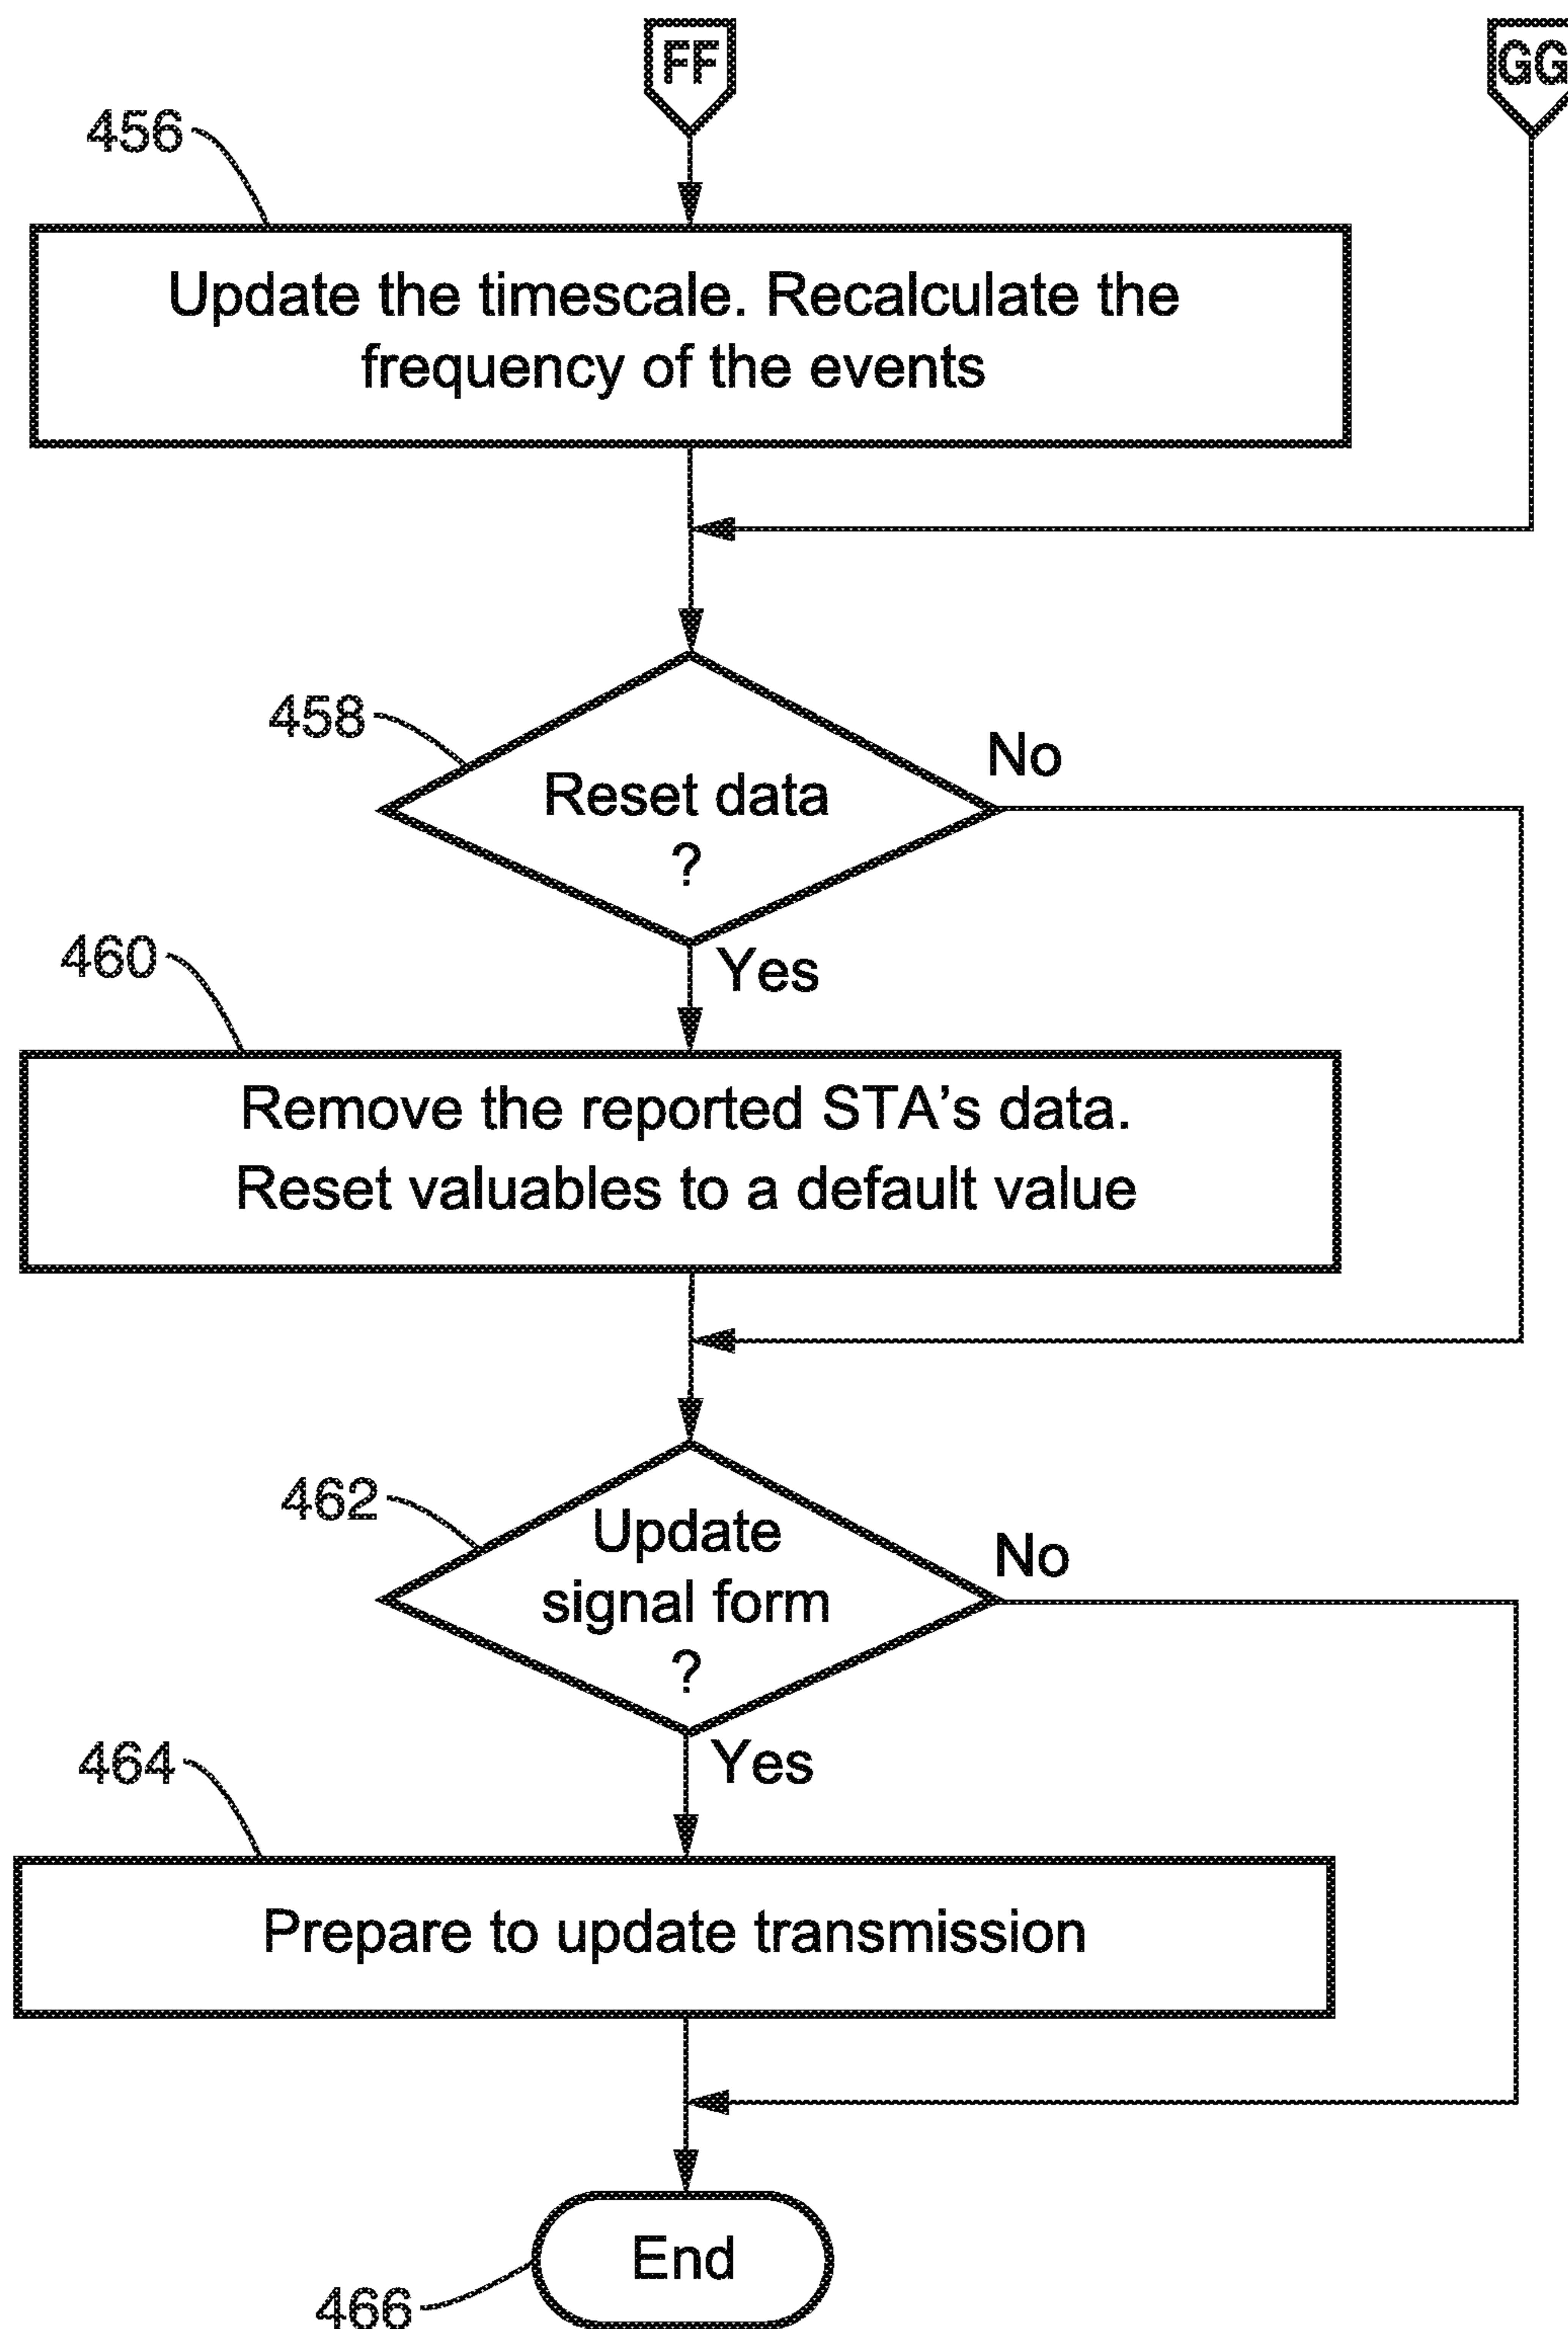 FF
GG
456
Update the timescale. Recalculate the
frequency of the events
458
Reset data
?
No
Yes
460
Remove the reported STA’s data.
Reset valuables to a default value
462
Update
signal form
?
No
Yes
464
Prepare to update transmission
End
466